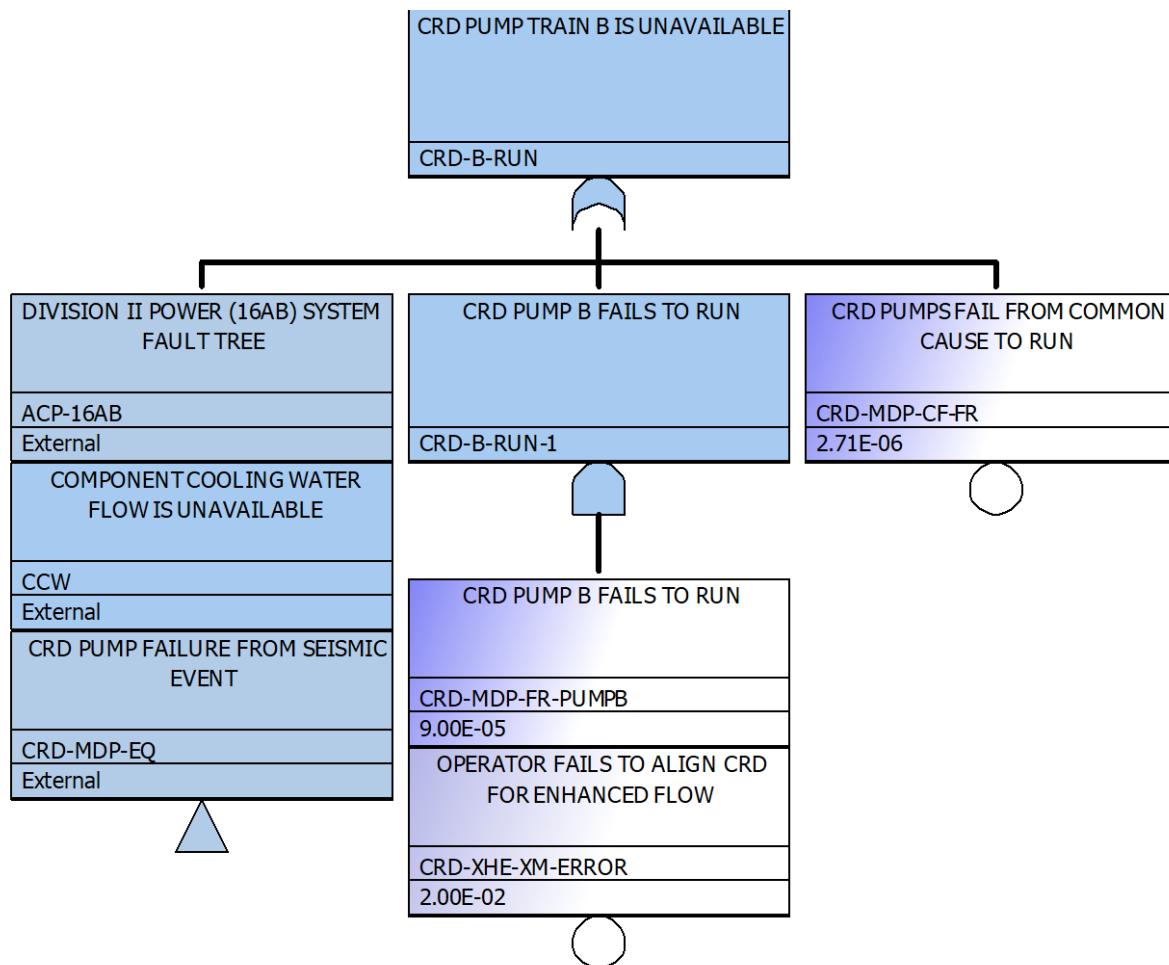 CRD PUMP TRAIN B IS UNAVAILABLE
CRD-B-RUN
DIVISION II POWER (16AB) SYSTEM
FAULT TREE
ACP-16AB
External
COMPONENT COOLING WATER
FLOW IS UNAVAILABLE
CCW
External
CRD PUMP FAILURE FROM SEISMIC
EVENT
CRD-MDP-EQ
External
CRD PUMP B FAILS TO RUN
CRD-B-RUN-1
CRD PUMP B FAILS TO RUN
CRD-MDP-FR-PUMPB
9.00E-05
OPERATOR FAILS TO ALIGN CRD
FOR ENHANCED FLOW
CRD-XHE-XM-ERROR
2.00E-02
CRD PUMPS FAIL FROM COMMON
CAUSE TO RUN
CRD-MDP-CF-FR
2.71E-06